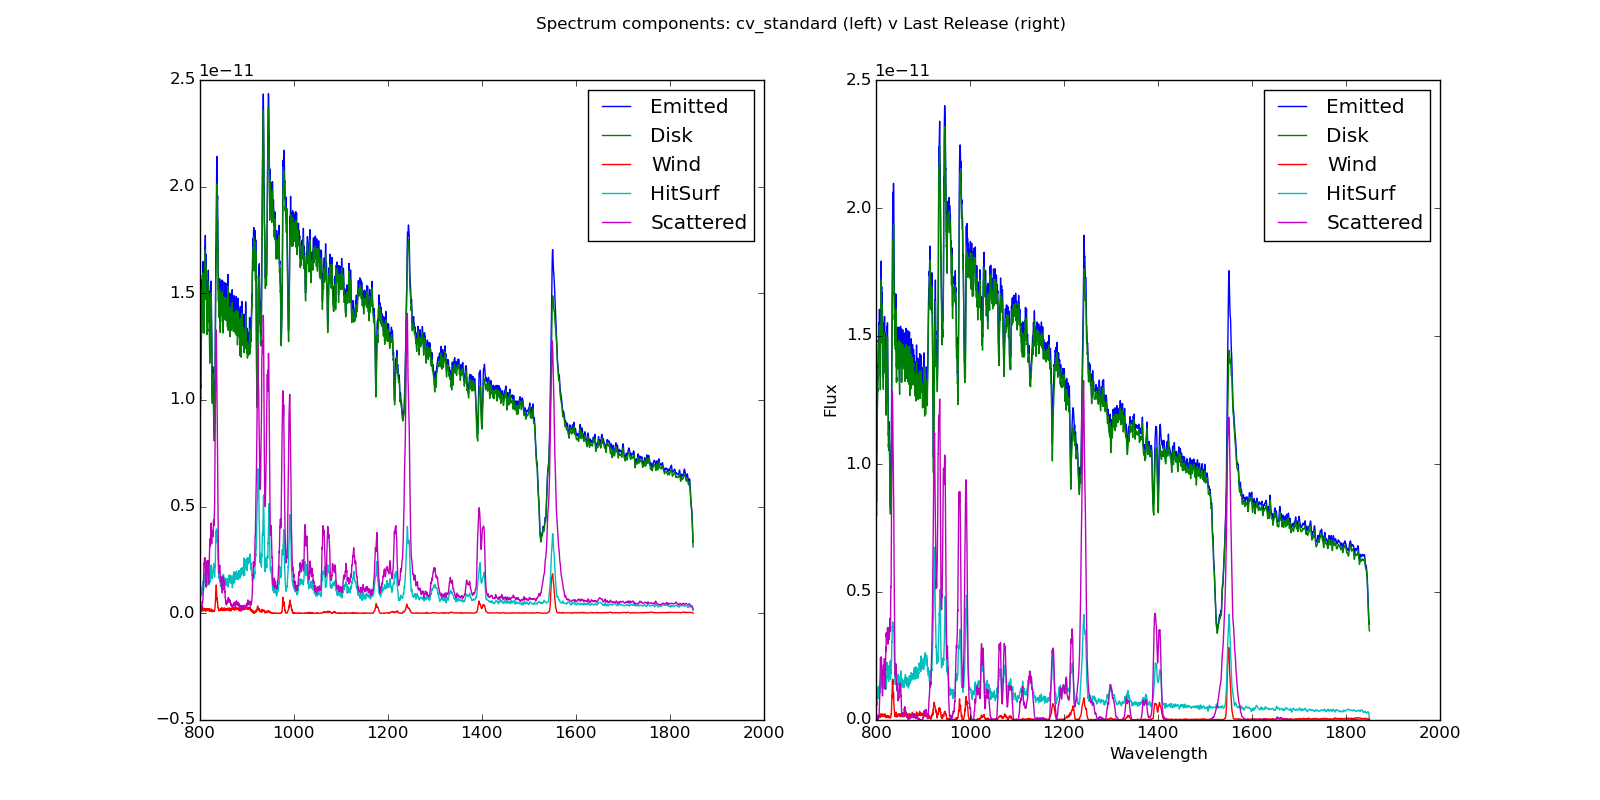 Spectrum components: cv_standard (left) v Last Release (right)
1e−11
2.5
2.0
1.5
1.0
0.5
0.0
−0.5
800
1000
1200
1400
1600
1800
2000
Emitted
Disk
Wind
HitSurf
Scattered
1e−11
2.5
2.0
1.5
1.0
0.5
0.0
Flux
800
1000
1200
1400
1600
1800
2000
Wavelength
Emitted
Disk
Wind
HitSurf
Scattered